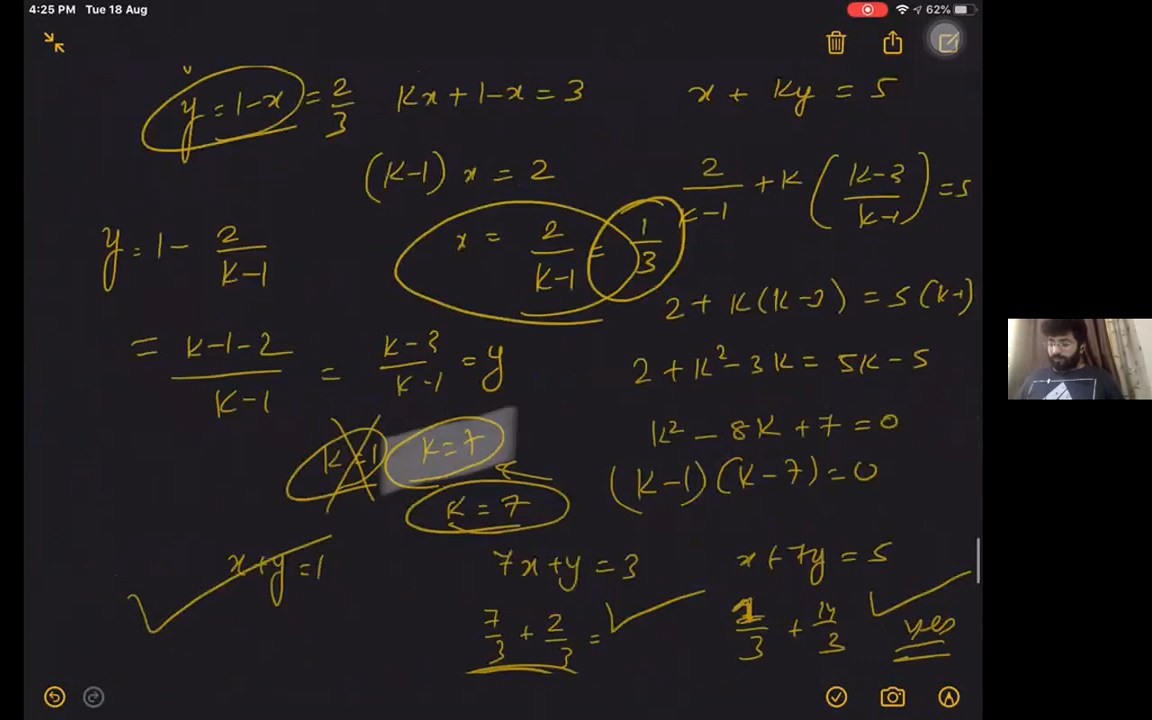 4:25 PM Tue 18 Aug 62%
y = 1-x = 2/3 kx + 1-x = 3 x + ky = 5
(k-1) x = 2 2/(k-1) + k ((k-3)/(k-1)) = 5
y = 1 - 2/(k-1) x = 2/(k-1) = 1/3
2 + k(k-3) = 5(k-1)
= (k-1-2)/(k-1) = (k-3)/(k-1) = y 2 + k² - 3k = 5k - 5
k=1 k=7 k² - 8k + 7 = 0
k = 7 (k-1)(k-7) = 0
x+y = 1 7x+y = 3 x+7y = 5
7/3 + 2/3 = 1/3 + 14/3 yes